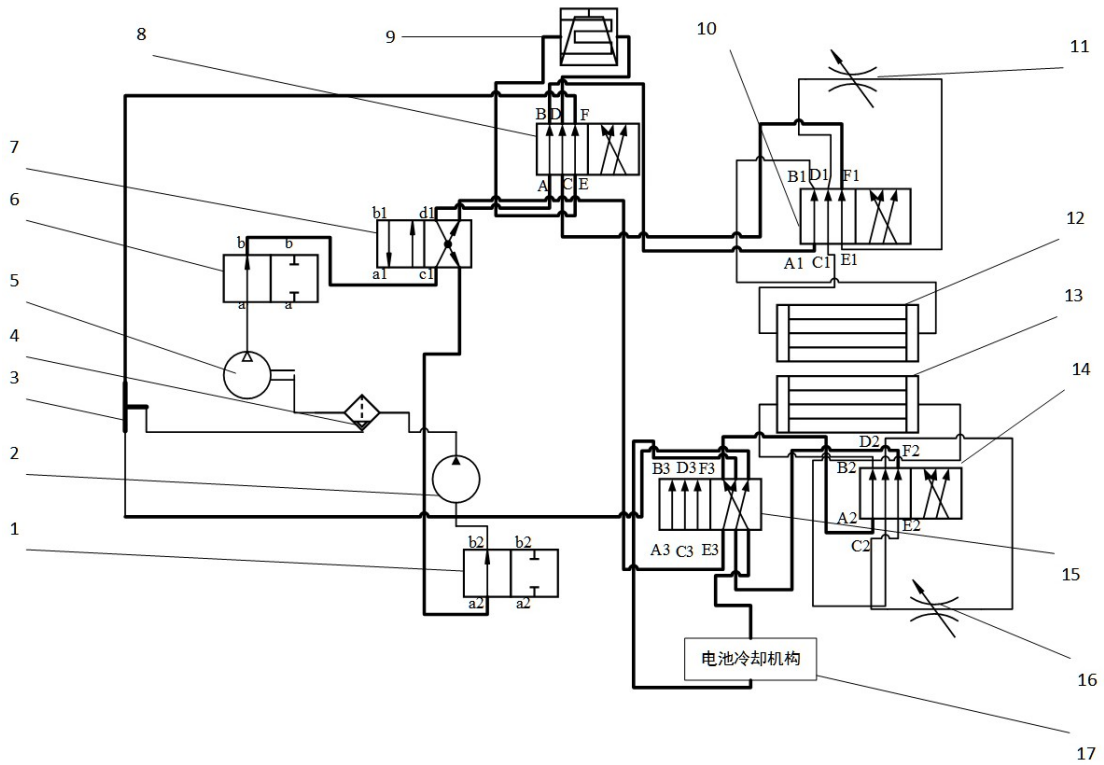 9
8
10
11
B D F
7
A C E
B1 D1 F1
6
b1 d1
12
b b
a1 c1
A1 C1 E1
5
a a
13
4
14
3
D2
B2 F2
2
B3 D3 F3
A2 E2
1
b2 b2
A3 C3 E3
C2
15
a2 a2
电池冷却机构
16
17